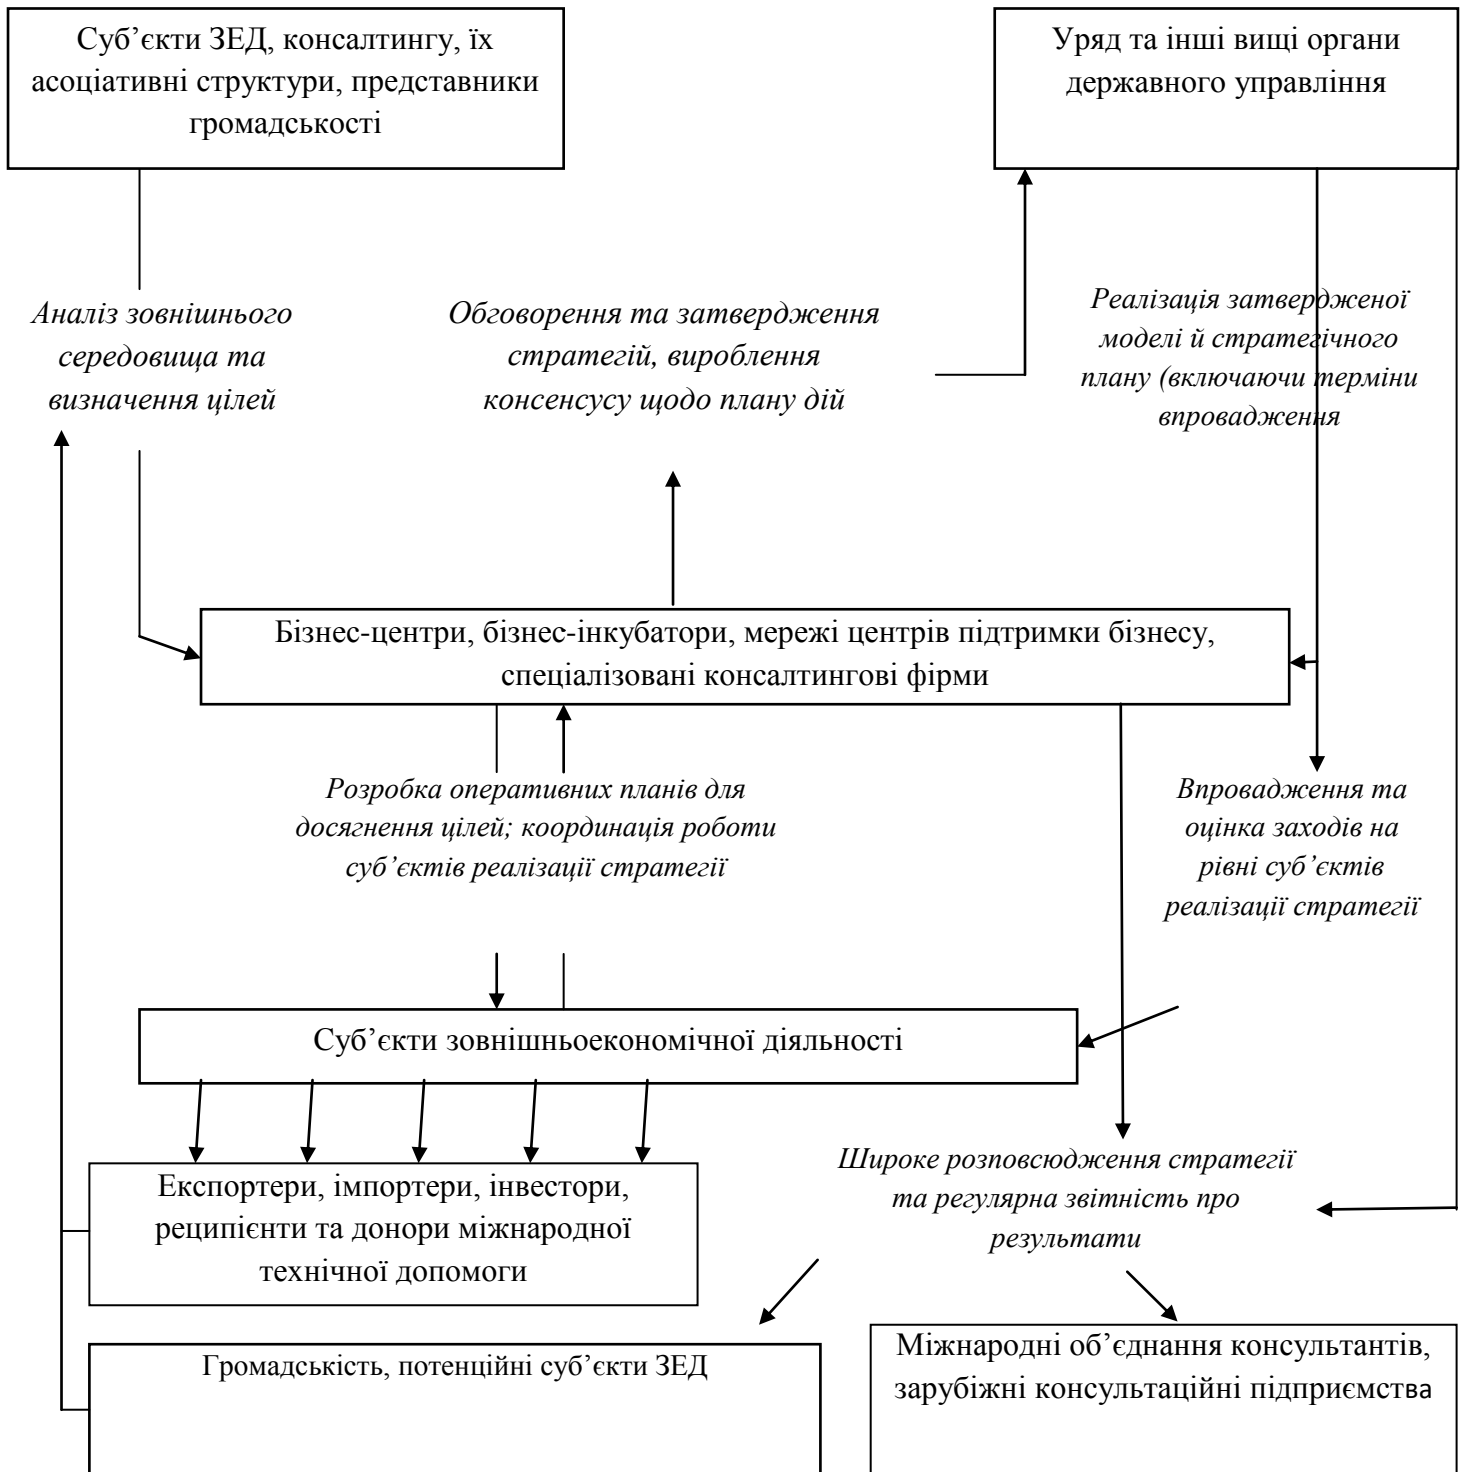 Суб’єкти ЗЕД, консалтингу, їх
асоціативні структури, представники
громадськості
Уряд та інші вищі органи
державного управління
Аналіз зовнішнього
середовища та
визначення цілей
Обговорення та затвердження
стратегій, вироблення
консенсусу щодо плану дій
Реалізація затвердженої
моделі й стратегічного
плану (включаючи терміни
впровадження
Бізнес-центри, бізнес-інкубатори, мережі центрів підтримки бізнесу,
спеціалізовані консалтингові фірми
Розробка оперативних планів для
досягнення цілей; координація роботи
суб’єктів реалізації стратегії
Впровадження та
оцінка заходів на
рівні суб’єктів
реалізації стратегії
Суб’єкти зовнішньоекономічної діяльності
Експортери, імпортери, інвестори,
реципієнти та донори міжнародної
технічної допомоги
Широке розповсюдження стратегії
та регулярна звітність про
результати
Громадськість, потенційні суб’єкти ЗЕД
Міжнародні об’єднання консультантів,
зарубіжні консультаційні підприємства